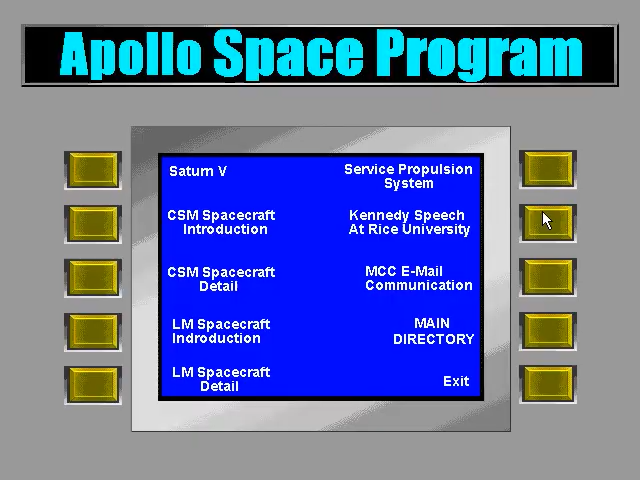 Apollo Space Program
Saturn V
Service Propulsion
System
CSM Spacecraft
Introduction
Kennedy Speech
At Rice University
CSM Spacecraft
Detail
MCC E-Mail
Communication
LM Spacecraft
Indroduction
MAIN
DIRECTORY
LM Spacecraft
Detail
Exit